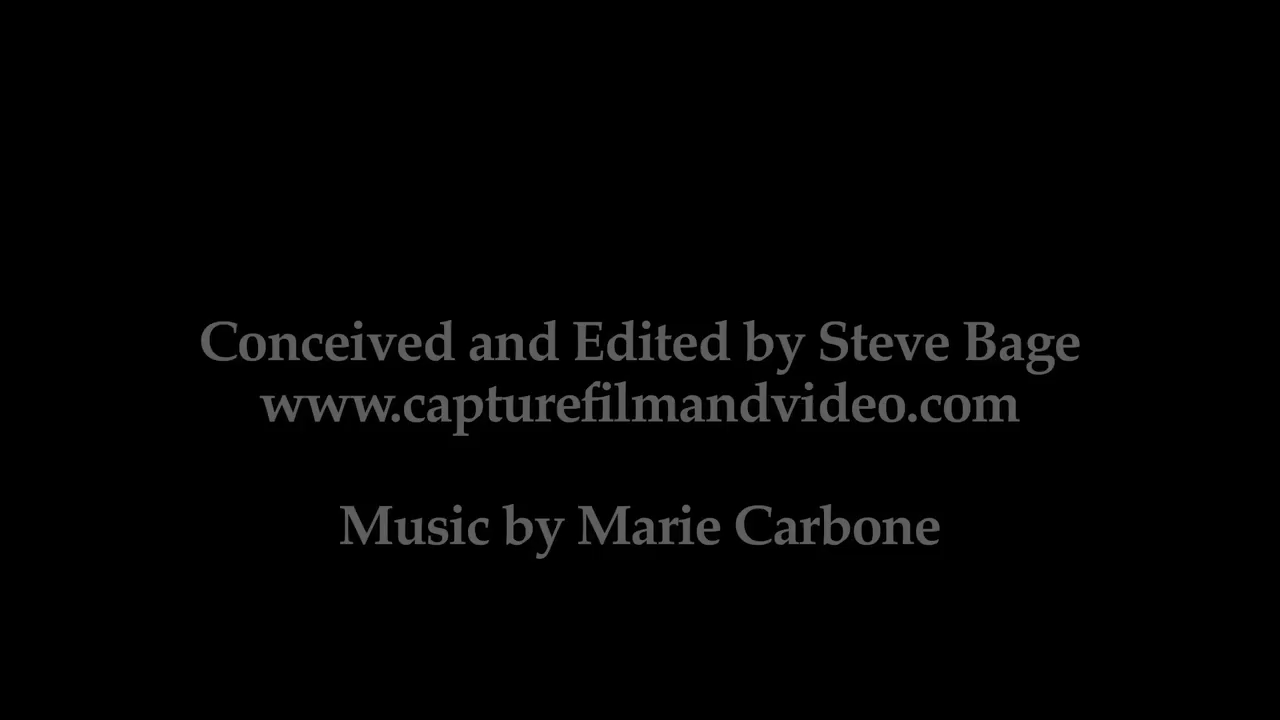 Conceived and Edited by Steve Bage
www.capturefilmandvideo.com
Music by Marie Carbone